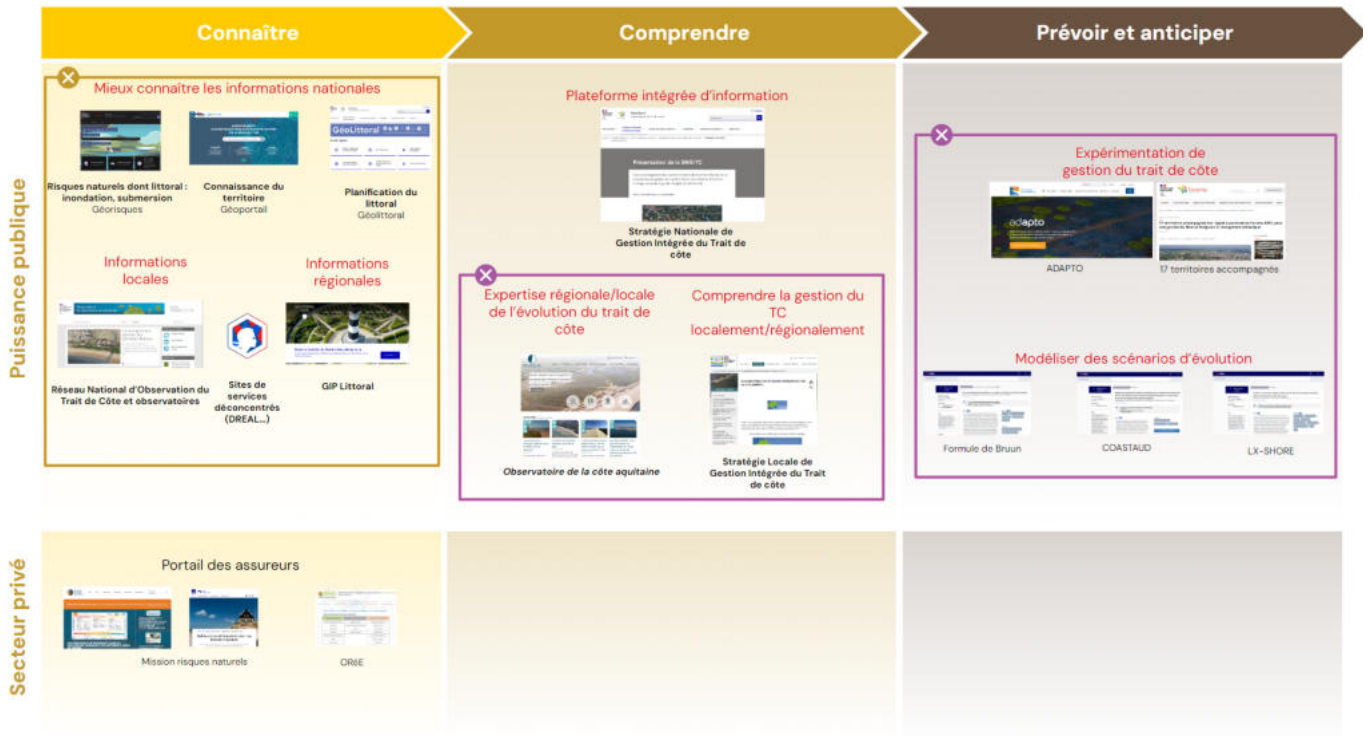 Connaître
Comprendre
Prévoir et anticiper
Puissance publique
Mieux connaître les informations nationales
GéoLittoral
Risques naturels dont littoral :
inondation, submersion
Géorisques
Connaissance du
territoire
Géoportail
Planification du
littoral
Géolittoral
Informations
locales
Informations
régionales
Réseau National d'Observation du
Trait de Côte et observatoires
Sites de
services
déconcentrés
(DREAL...)
GIP Littoral
Plateforme intégrée d'information
Stratégie Nationale de
Gestion Intégrée du Trait de
côte
Expertise régionale/locale
de l'évolution du trait de
côte
Comprendre la gestion du
TC
localement/régionalement
Observatoire de la côte aquitaine
Stratégie Locale de
Gestion Intégrée du Trait
de côte
Expérimentation de
gestion du trait de côte
adapto
ADAPTO
17 territoires accompagnés
Modéliser des scénarios d'évolution
Formule de Bruun
COASTAUD
LX-SHORE
Secteur privé
Portail des assureurs
Mission risques naturels
OR6E